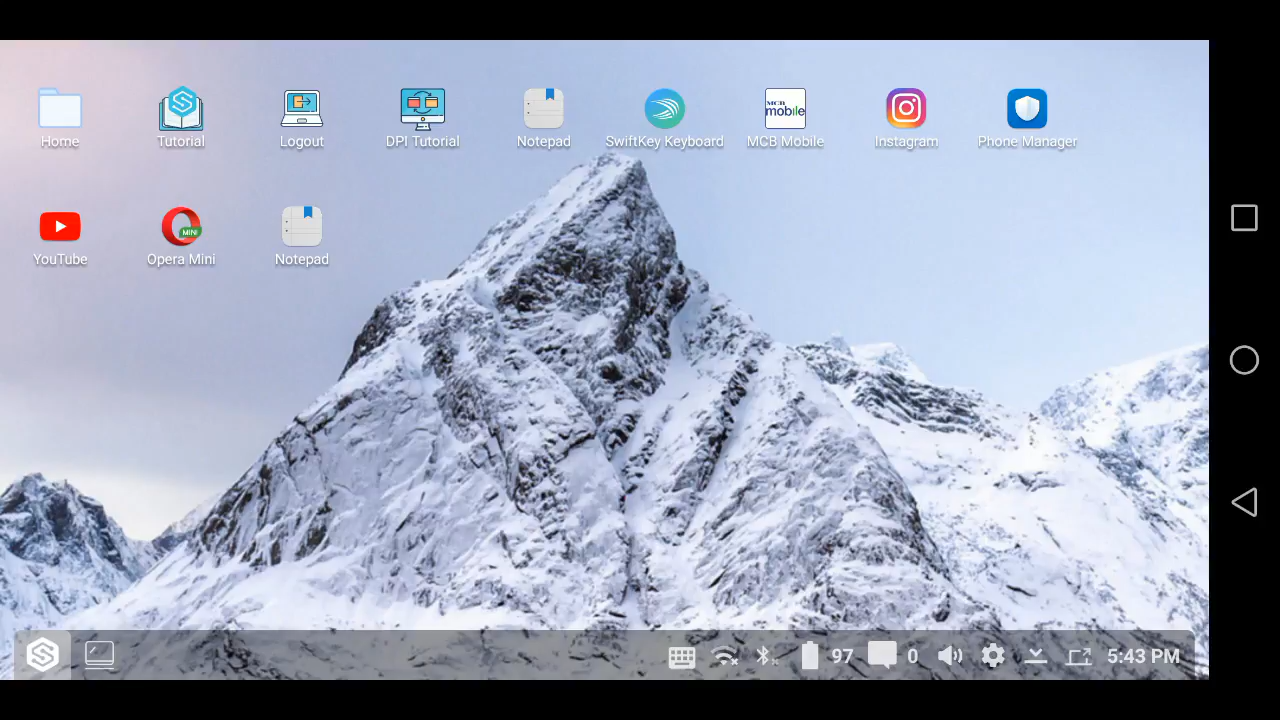 Home
Tutorial
Logout
DPI Tutorial
Notepad
SwiftKey Keyboard
MCB
mobile
MCB Mobile
Instagram
Phone Manager
MINI
YouTube
Opera Mini
Notepad
97
0
5:43 PM